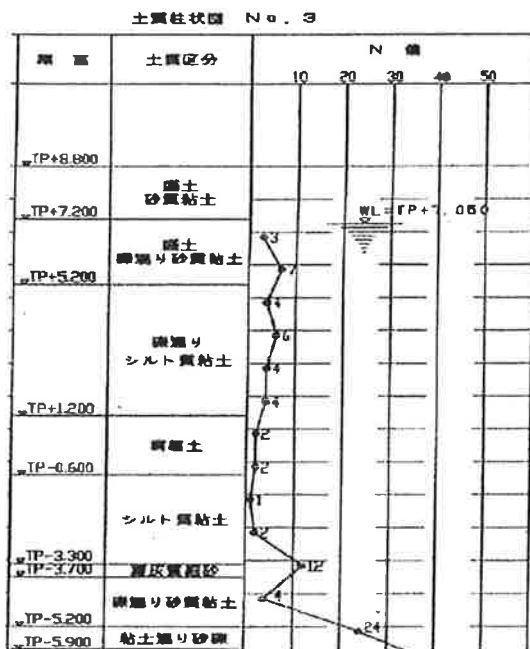 土質柱状図 No. 3
標高
土質区分
N 値
10 20 30 40 50
TP+8.800
盛土
砂質粘土
TP+7.200
WL=TP+7.060
盛土
礫混り砂質粘土
3
7
TP+5.200
礫混り
シルト質粘土
4
6
4
4
TP+1.200
腐植土
2
2
TP-0.600
シルト質粘土
1
2
TP-3.300
質細砂
12
TP-3.700
礫混り砂質粘土
4
TP-5.200
粘土混り砂礫
24
TP-5.900